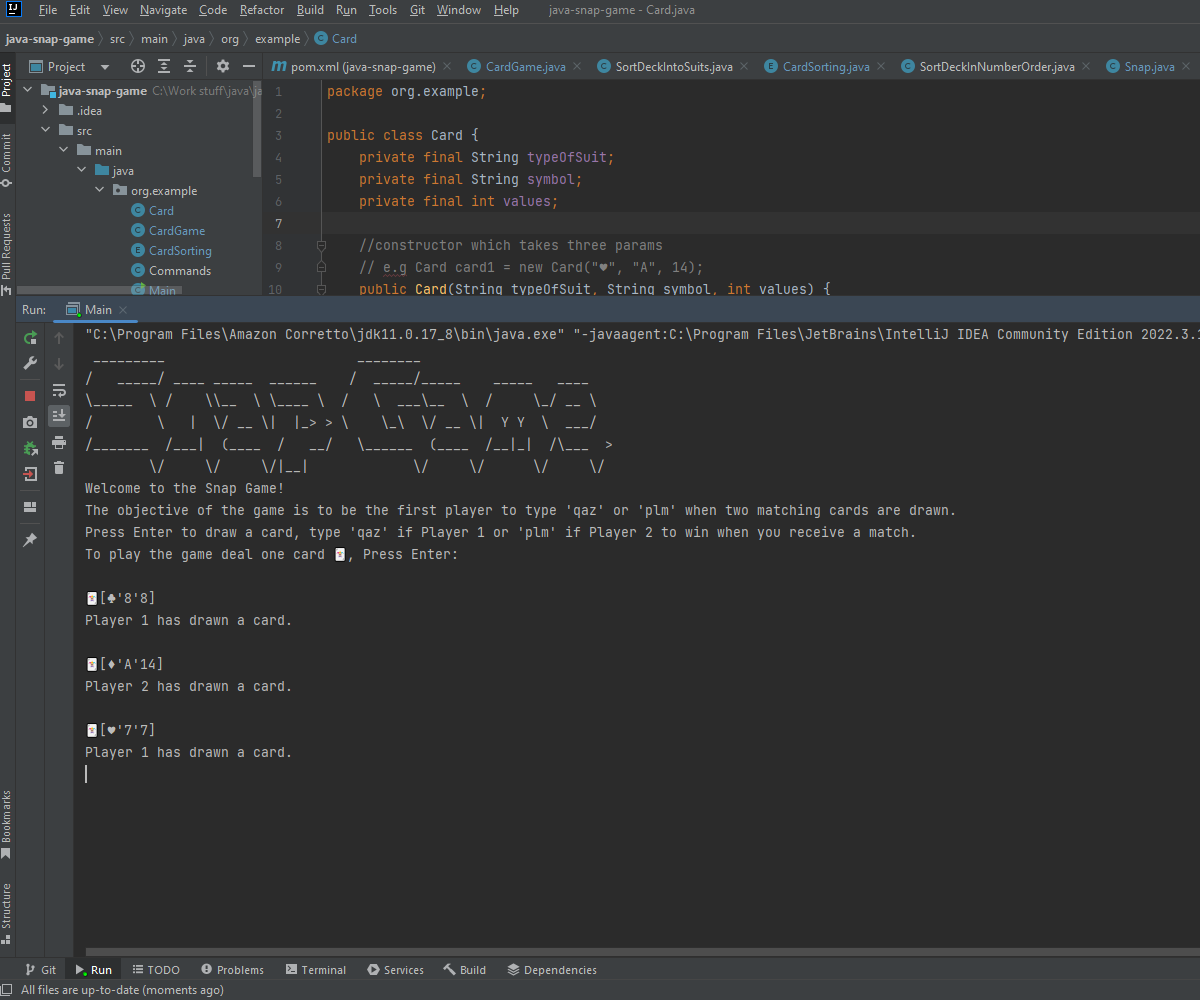 File Edit View Navigate Code Refactor Build Run Tools Git Window Help java-snap-game - Card.java
java-snap-game src main java org example Card
Project
pom.xml (java-snap-game) CardGame.java SortDeckIntoSuits.java CardSorting.java SortDeckInNumberOrder.java Snap.java
Project
Commit
Pull Requests
java-snap-game C:\Work stuff\java\ja
.idea
src
main
java
org.example
Card
CardGame
CardSorting
Commands
Main
1 package org.example;
2
3 public class Card {
4 private final String typeOfSuit;
5 private final String symbol;
6 private final int values;
7
8 //constructor which takes three params
9 // e.g Card card1 = new Card("♥", "A", 14);
10 public Card(String typeOfSuit, String symbol, int values) {
Run: Main
"C:\Program Files\Amazon Corretto\jdk11.0.17_8\bin\java.exe" "-javaagent:C:\Program Files\JetBrains\IntelliJ IDEA Community Edition 2022.3.1
 _________                        ________
/   _____/ ____ _____  ______    /  _____/_____    _____   ____
\_____  \ /    \\__  \ \____ \  /   \  ___\__  \  /     \_/ __ \
/        \   |  \/ __ \|  |_> > \    \_\  \/ __ \|  Y Y  \  ___/
/_______  /___|  (____  /   __/   \______  (____  /__|_|  /\___  >
        \/     \/     \/|__|             \/     \/      \/     \/
Welcome to the Snap Game!
The objective of the game is to be the first player to type 'qaz' or 'plm' when two matching cards are drawn.
Press Enter to draw a card, type 'qaz' if Player 1 or 'plm' if Player 2 to win when you receive a match.
To play the game deal one card 🃏, Press Enter:
🃏[♣'8'8]
Player 1 has drawn a card.
🃏[♦'A'14]
Player 2 has drawn a card.
🃏[♥'7'7]
Player 1 has drawn a card.
Bookmarks
Structure
Git Run TODO Problems Terminal Services Build Dependencies
All files are up-to-date (moments ago)